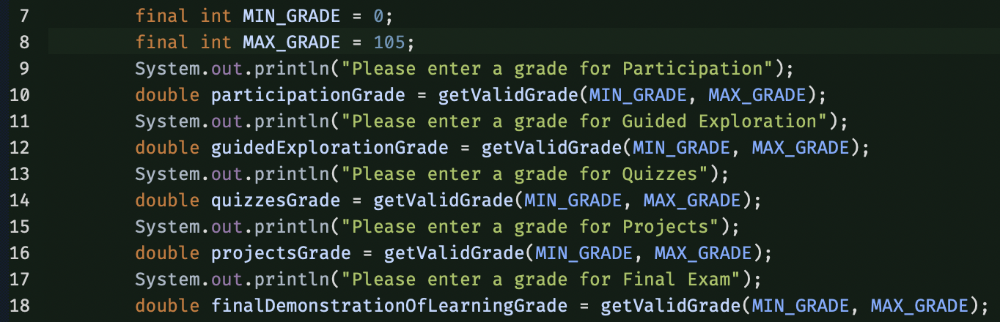 7 final int MIN_GRADE = 0;
8 final int MAX_GRADE = 105;
9 System.out.println("Please enter a grade for Participation");
10 double participationGrade = getValidGrade(MIN_GRADE, MAX_GRADE);
11 System.out.println("Please enter a grade for Guided Exploration");
12 double guidedExplorationGrade = getValidGrade(MIN_GRADE, MAX_GRADE);
13 System.out.println("Please enter a grade for Quizzes");
14 double quizzesGrade = getValidGrade(MIN_GRADE, MAX_GRADE);
15 System.out.println("Please enter a grade for Projects");
16 double projectsGrade = getValidGrade(MIN_GRADE, MAX_GRADE);
17 System.out.println("Please enter a grade for Final Exam");
18 double finalDemonstrationOfLearningGrade = getValidGrade(MIN_GRADE, MAX_GRADE);